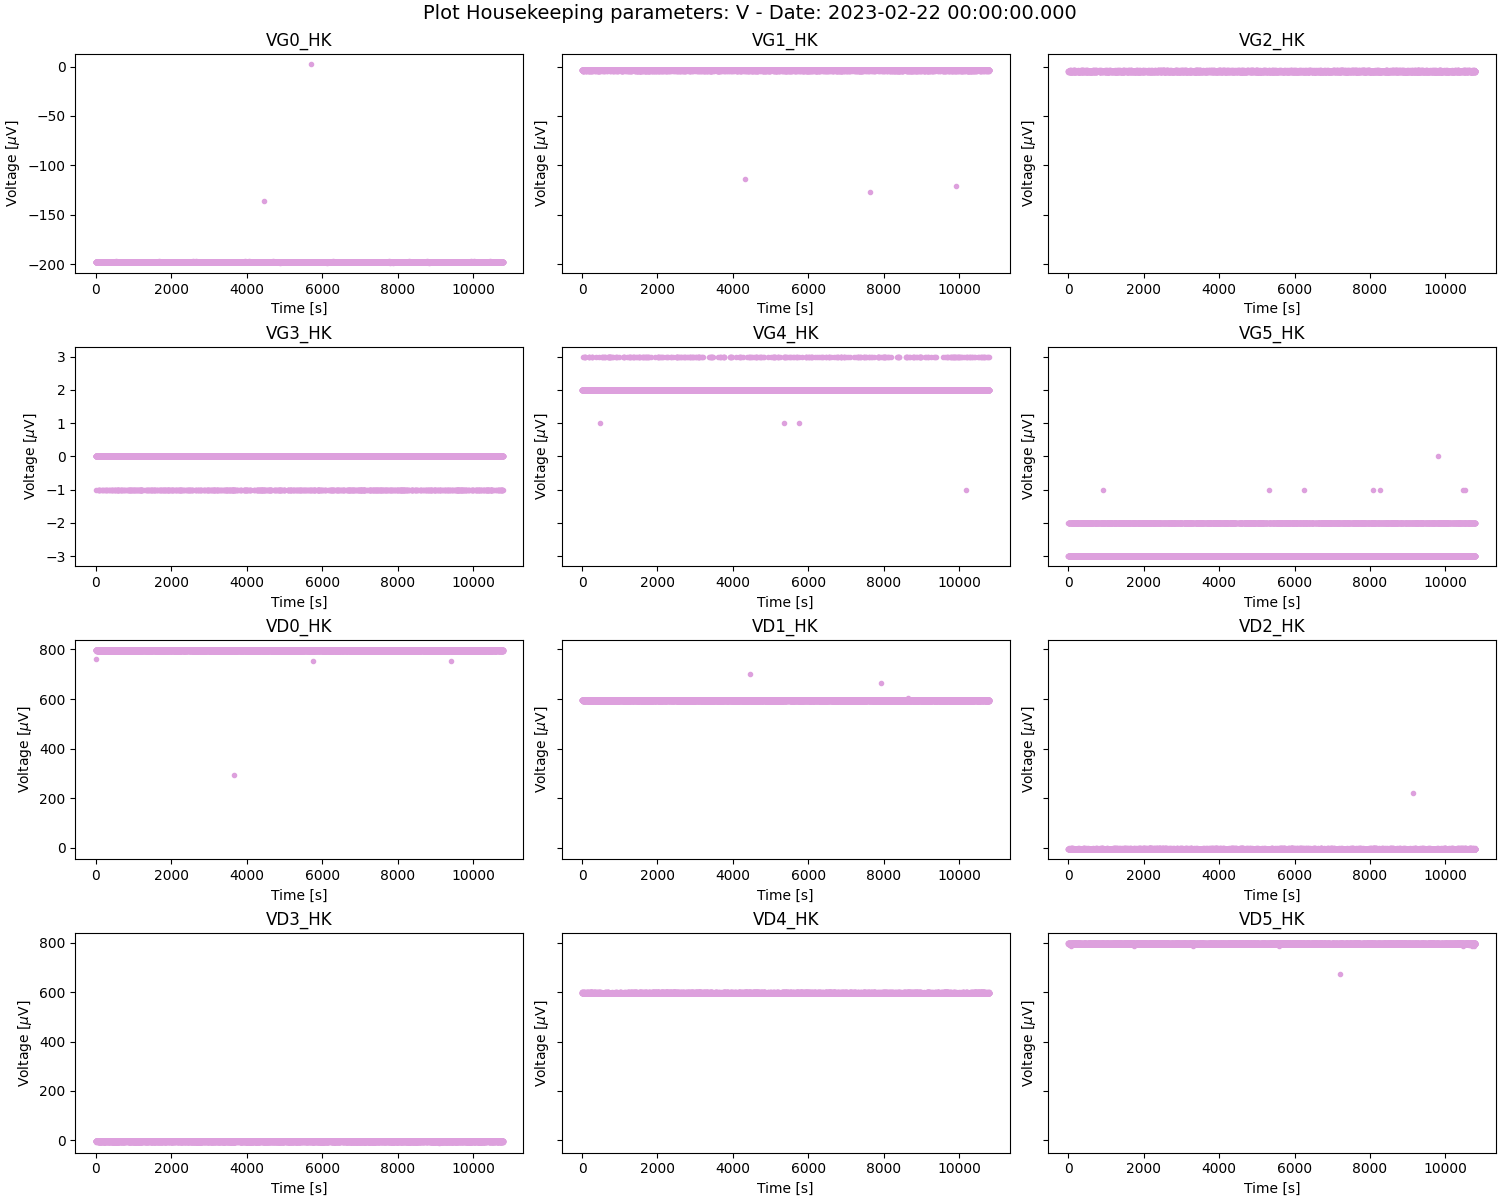 Plot Housekeeping parameters: V - Date: 2023-02-22 00:00:00.000
VG0_HK VG1_HK VG2_HK
Voltage [μV] Voltage [μV] Voltage [μV]
0
−50
−100
−150
−200
0 2000 4000 6000 8000 10000 0 2000 4000 6000 8000 10000 0 2000 4000 6000 8000 10000
Time [s] Time [s] Time [s]
VG3_HK VG4_HK VG5_HK
Voltage [μV] Voltage [μV] Voltage [μV]
3
2
1
0
−1
−2
−3
0 2000 4000 6000 8000 10000 0 2000 4000 6000 8000 10000 0 2000 4000 6000 8000 10000
Time [s] Time [s] Time [s]
VD0_HK VD1_HK VD2_HK
Voltage [μV] Voltage [μV] Voltage [μV]
800
600
400
200
0
0 2000 4000 6000 8000 10000 0 2000 4000 6000 8000 10000 0 2000 4000 6000 8000 10000
Time [s] Time [s] Time [s]
VD3_HK VD4_HK VD5_HK
Voltage [μV] Voltage [μV] Voltage [μV]
800
600
400
200
0
0 2000 4000 6000 8000 10000 0 2000 4000 6000 8000 10000 0 2000 4000 6000 8000 10000
Time [s] Time [s] Time [s]